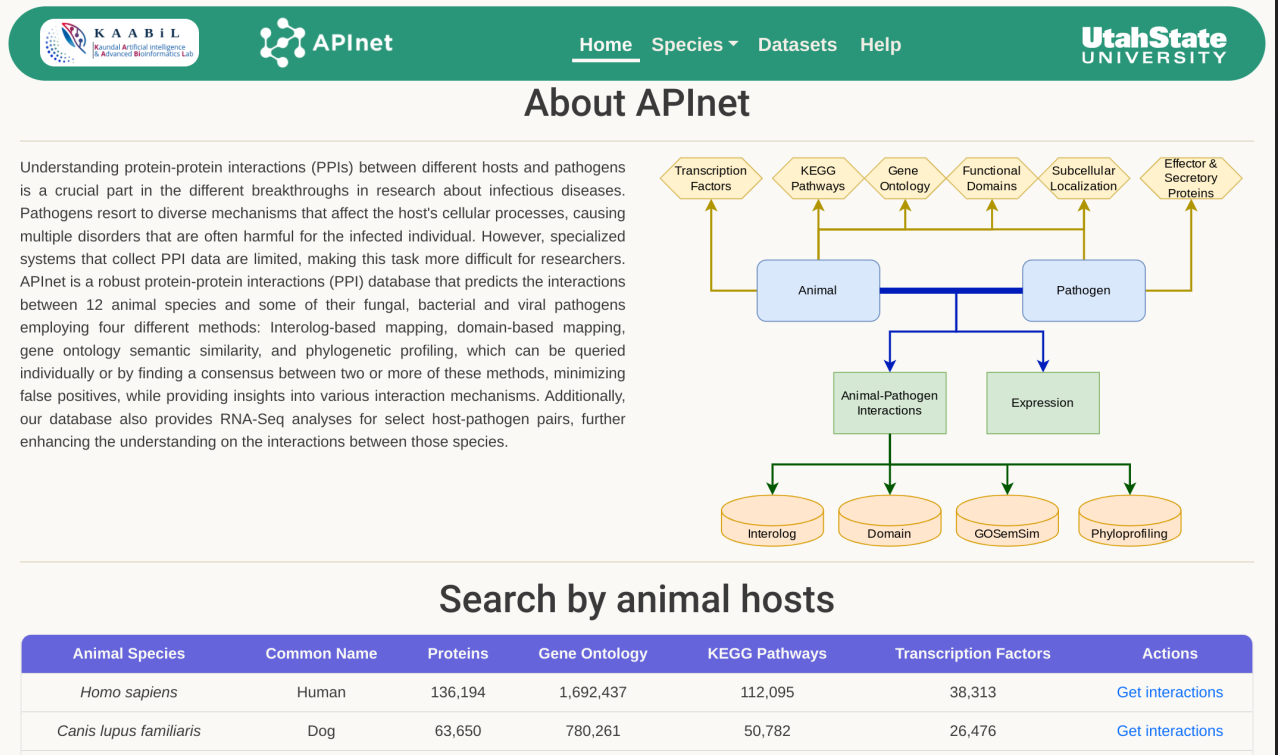 KAABiL
Kaundal Artificial intelligence
& Advanced Bioinformatics Lab
APInet
Home Species Datasets Help
UtahState
UNIVERSITY
About APInet
Understanding protein-protein interactions (PPIs) between different hosts and pathogens
is a crucial part in the different breakthroughs in research about infectious diseases.
Pathogens resort to diverse mechanisms that affect the host's cellular processes, causing
multiple disorders that are often harmful for the infected individual. However, specialized
systems that collect PPI data are limited, making this task more difficult for researchers.
APInet is a robust protein-protein interactions (PPI) database that predicts the interactions
between 12 animal species and some of their fungal, bacterial and viral pathogens
employing four different methods: Interolog-based mapping, domain-based mapping,
gene ontology semantic similarity, and phylogenetic profiling, which can be queried
individually or by finding a consensus between two or more of these methods, minimizing
false positives, while providing insights into various interaction mechanisms. Additionally,
our database also provides RNA-Seq analyses for select host-pathogen pairs, further
enhancing the understanding on the interactions between those species.
Transcription
Factors
KEGG
Pathways
Gene
Ontology
Functional
Domains
Subcellular
Localization
Effector &
Secretory
Proteins
Animal
Pathogen
Animal-Pathogen
Interactions
Expression
Interolog
Domain
GOSemSim
Phyloprofiling
Search by animal hosts
Animal Species Common Name Proteins Gene Ontology KEGG Pathways Transcription Factors Actions
Homo sapiens Human 136,194 1,692,437 112,095 38,313 Get interactions
Canis lupus familiaris Dog 63,650 780,261 50,782 26,476 Get interactions